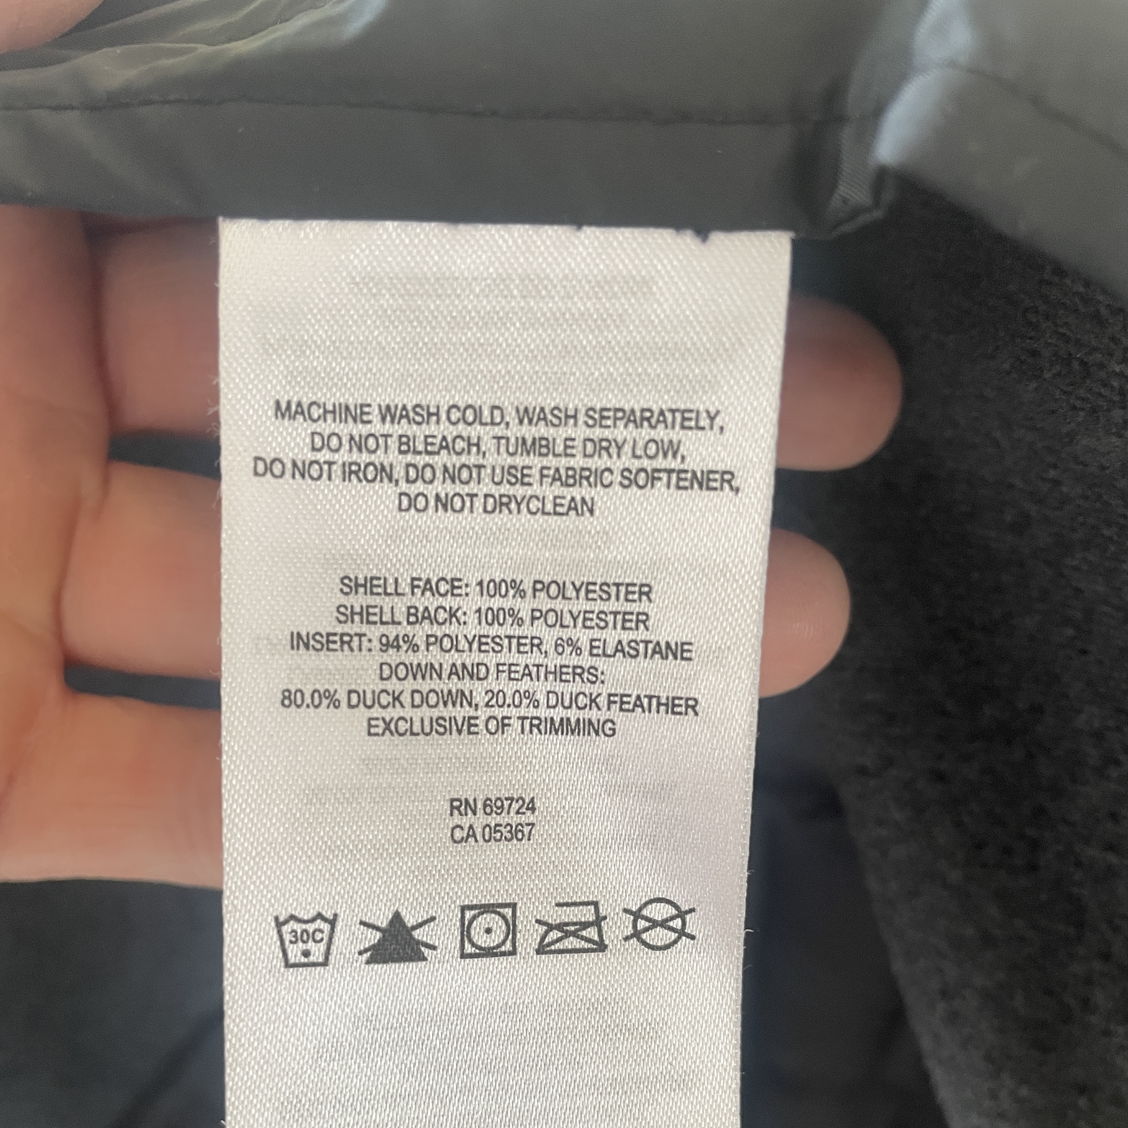 MACHINE WASH COLD, WASH SEPARATELY,
DO NOT BLEACH, TUMBLE DRY LOW,
DO NOT IRON, DO NOT USE FABRIC SOFTENER,
DO NOT DRYCLEAN
SHELL FACE: 100% POLYESTER
SHELL BACK: 100% POLYESTER
INSERT: 94% POLYESTER, 6% ELASTANE
DOWN AND FEATHERS:
80.0% DUCK DOWN, 20.0% DUCK FEATHER
EXCLUSIVE OF TRIMMING
RN 69724
CA 05367
30C